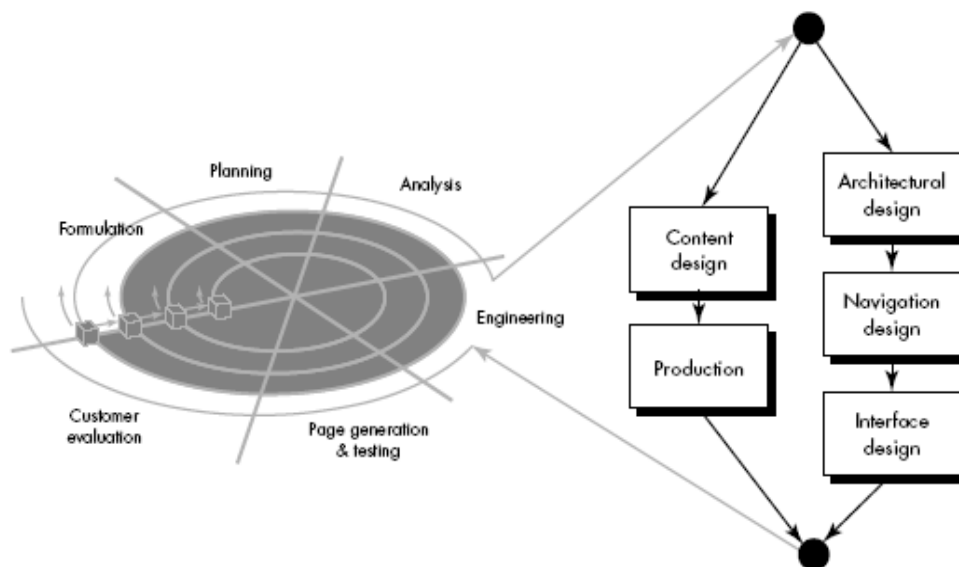 Planning
Analysis
Formulation
Engineering
Customer
evaluation
Page generation
& testing
Content
design
Production
Architectural
design
Navigation
design
Interface
design